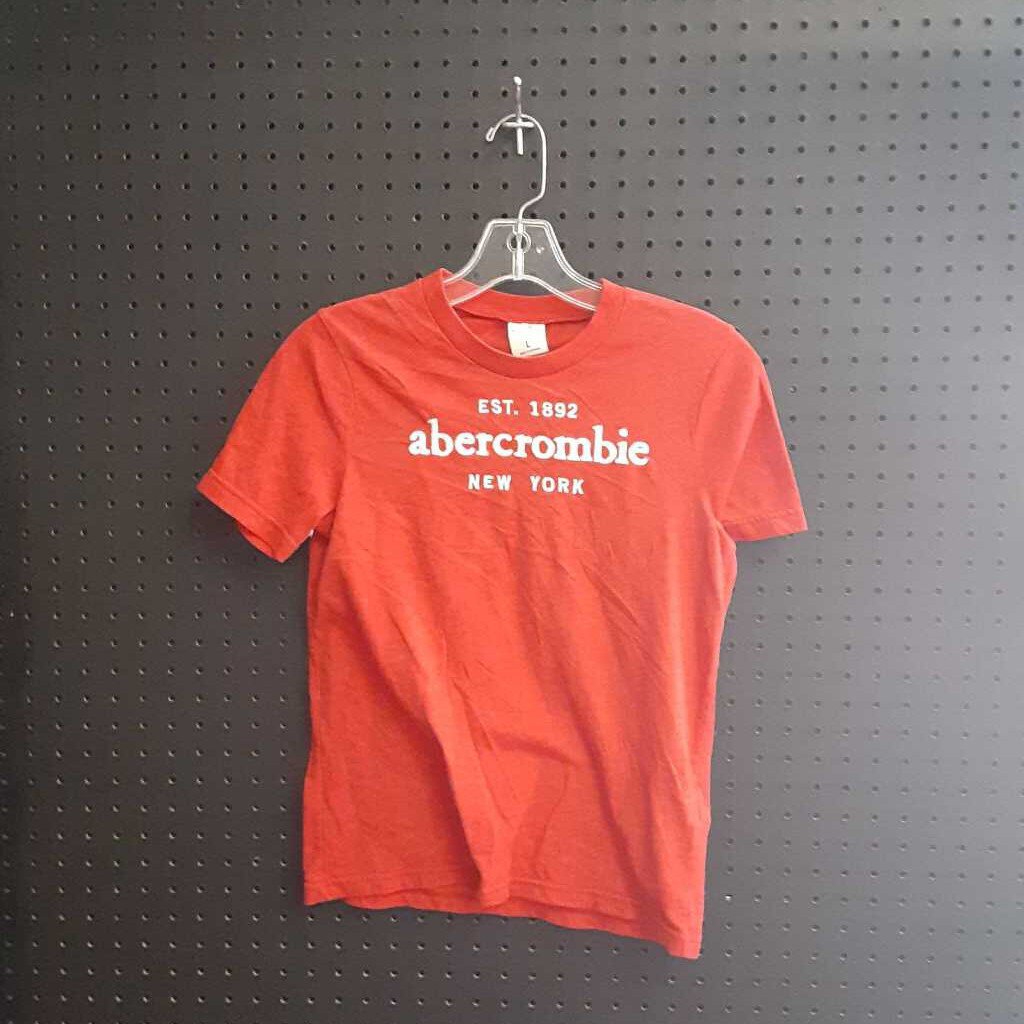 L
EST. 1892
abercrombie
NEW YORK